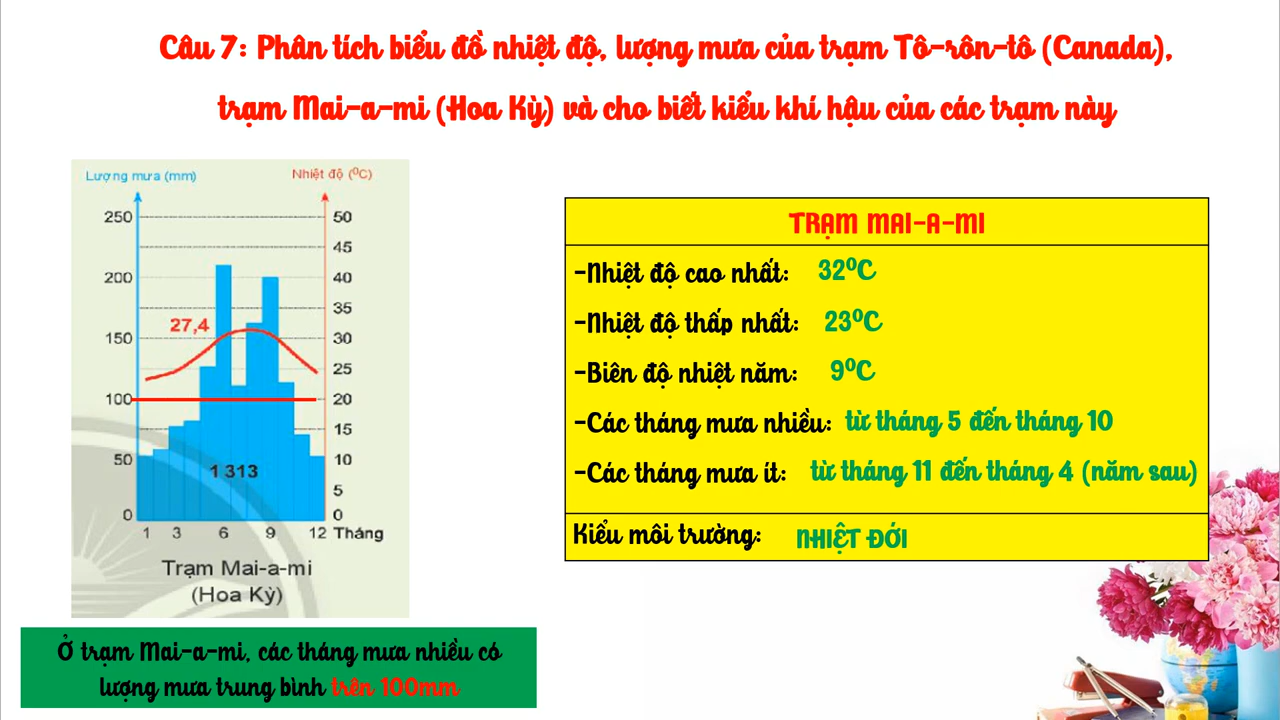 Câu 7: Phân tích biểu đồ nhiệt độ, lượng mưa của trạm Tô-rôn-tô (Canada),
trạm Mai-a-mi (Hoa Kỳ) và cho biết kiểu khí hậu của các trạm này
Lượng mưa (mm) Nhiệt độ (⁰C)
250 50
45
200 40
35
27,4
150 30
25
100 20
15
50 1 313 10
5
0 0
1 3 6 9 12 Tháng
Trạm Mai-a-mi
(Hoa Kỳ)
Ở trạm Mai-a-mi, các tháng mưa nhiều có
lượng mưa trung bình trên 100mm
TRẠM MAI-A-MI
-Nhiệt độ cao nhất: 32⁰C
-Nhiệt độ thấp nhất: 23⁰C
-Biên độ nhiệt năm: 9⁰C
-Các tháng mưa nhiều: từ tháng 5 đến tháng 10
-Các tháng mưa ít: từ tháng 11 đến tháng 4 (năm sau)
Kiểu môi trường: NHIỆT ĐỚI